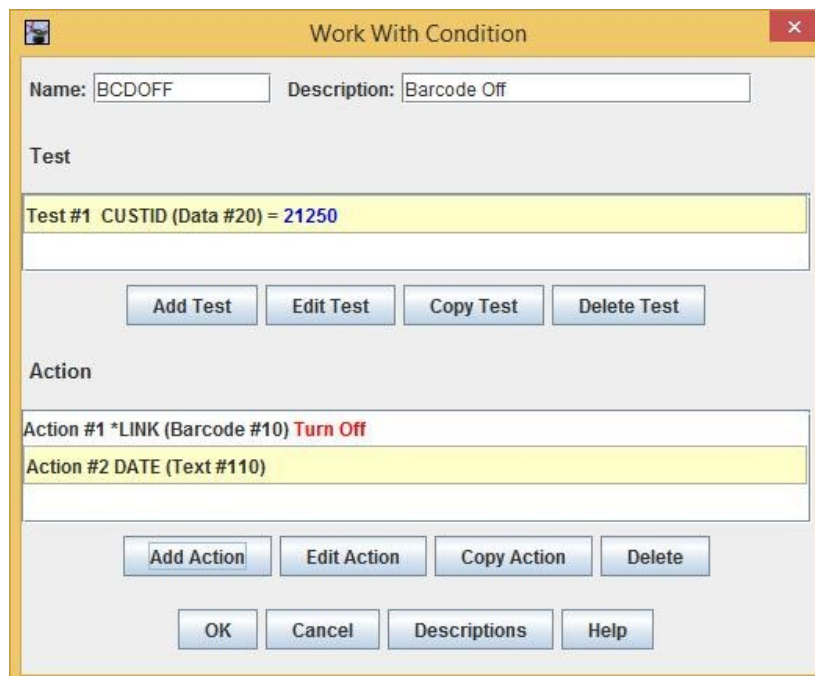 Work With Condition
Name: BCDOFF Description: Barcode Off
Test
Test #1 CUSTID (Data #20) = 21250
Add Test Edit Test Copy Test Delete Test
Action
Action #1 *LINK (Barcode #10) Turn Off
Action #2 DATE (Text #110)
Add Action Edit Action Copy Action Delete
OK Cancel Descriptions Help